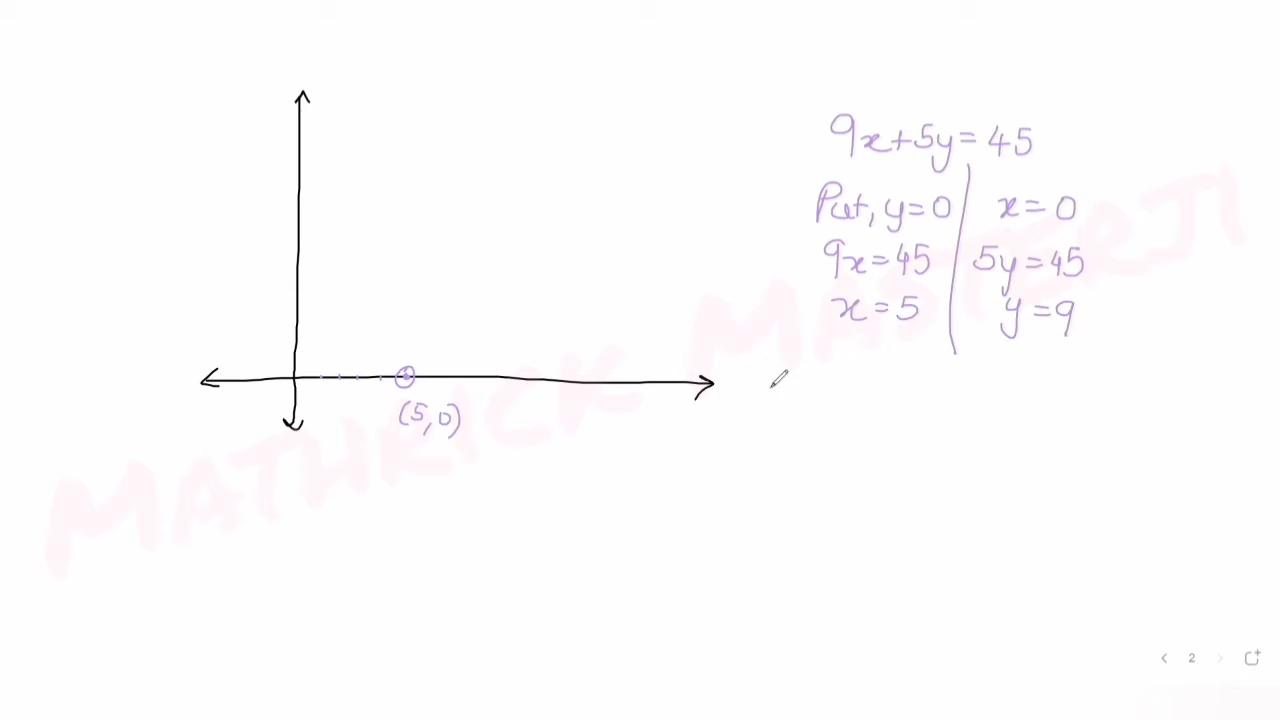 9x+5y=45
Put, y=0 x=0
9x=45 5y=45
x=5 y=9
(5,0)
MATHRICK MASTERJI
2